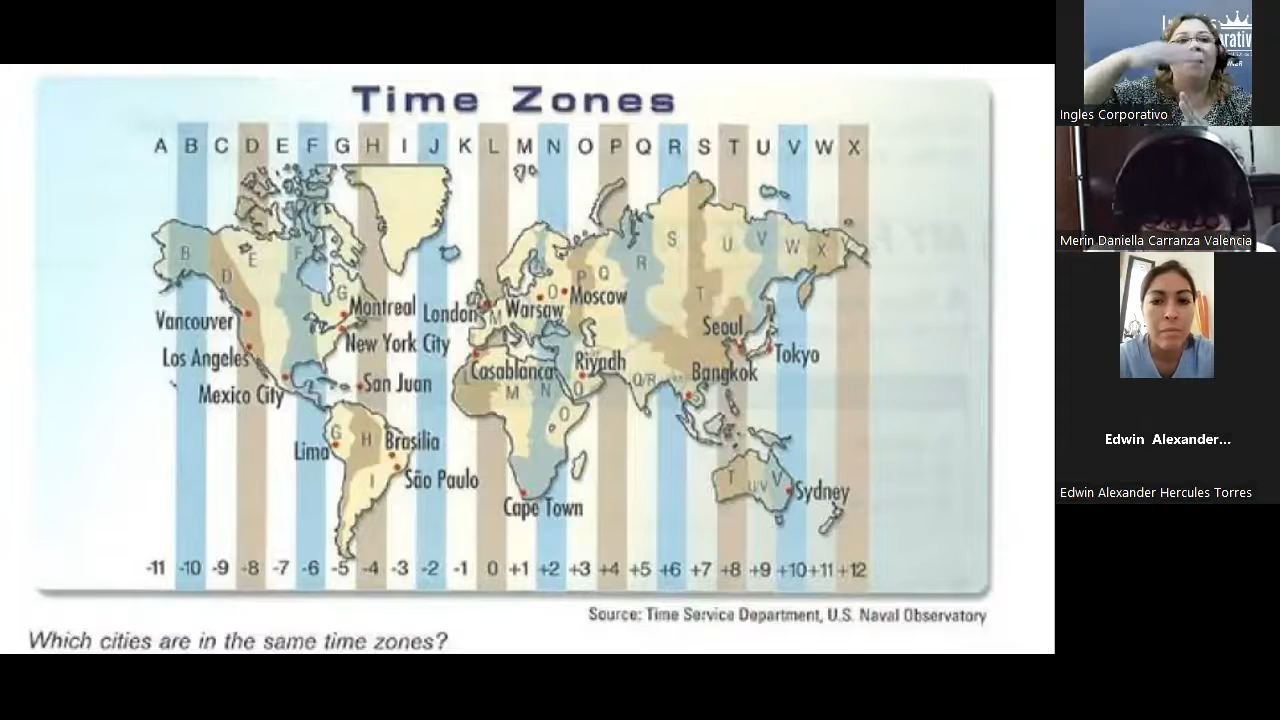 Time Zones
A B C D E F G H I J K L M N O P Q R S T U V W X
B
D
E
F
G
S
R
Q
P
O
T
U
V
W
X
Montreal
London
M
Warsaw
Moscow
Vancouver
Seoul
New York City
Tokyo
Los Angeles
Casablanca
Riyadh
Bangkok
San Juan
Mexico City
L
M
N
O
Q/R
O
G
H
Brasilia
Lima
I
São Paulo
T
U/V
V
Sydney
Cape Town
-11 -10 -9 -8 -7 -6 -5 -4 -3 -2 -1 0 +1 +2 +3 +4 +5 +6 +7 +8 +9 +10 +11 +12
Source: Time Service Department, U.S. Naval Observatory
Which cities are in the same time zones?
Ingles Corporativo
Merin Daniella Carranza Valencia
Edwin Alexander...
Edwin Alexander Hercules Torres